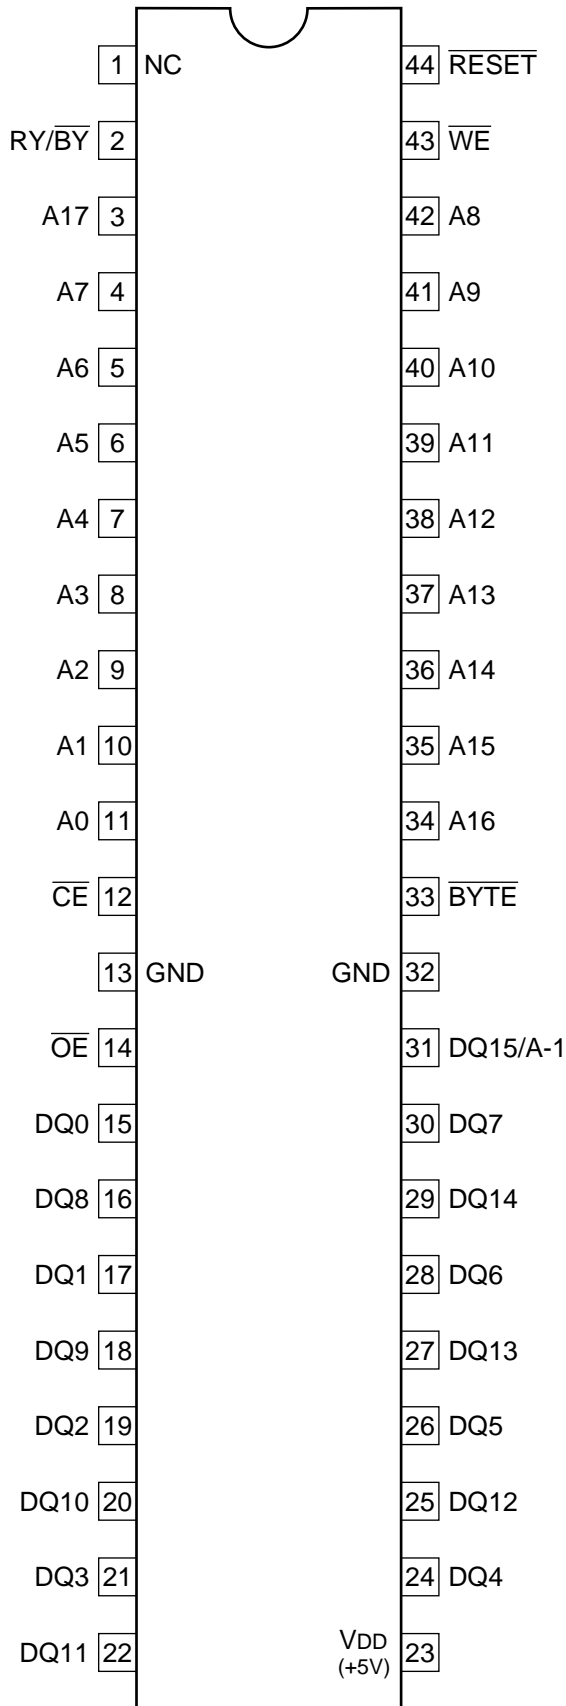 1 NC 44 RESET
RY/BY 2 43 WE
A17 3 42 A8
A7 4 41 A9
A6 5 40 A10
A5 6 39 A11
A4 7 38 A12
A3 8 37 A13
A2 9 36 A14
A1 10 35 A15
A0 11 34 A16
CE 12 33 BYTE
13 GND GND 32
OE 14 31 DQ15/A-1
DQ0 15 30 DQ7
DQ8 16 29 DQ14
DQ1 17 28 DQ6
DQ9 18 27 DQ13
DQ2 19 26 DQ5
DQ10 20 25 DQ12
DQ3 21 24 DQ4
DQ11 22 VDD 23
(+5V)